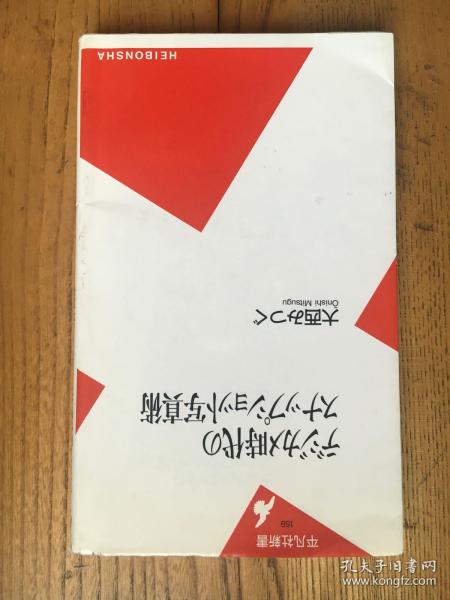 平凡社新書
159
デジカメ時代の
スナップショット写真術
大西みつぐ
Ōnishi Mitsugu
HEIBONSHA
孔夫子旧书网
www.kongfz.com